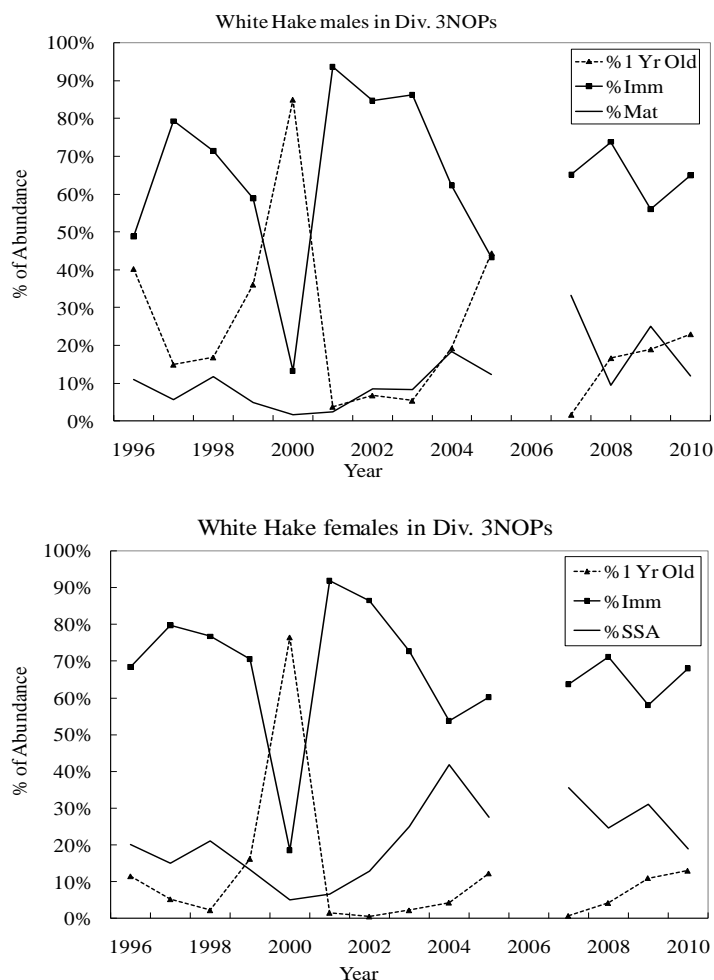 White Hake males in Div. 3NOPs
100%
90%
80%
70%
60%
50%
40%
30%
20%
10%
0%
% of Abundance
% 1 Yr Old
% Imm
% Mat
1996 1998 2000 2002 2004 2006 2008 2010
Year
White Hake females in Div. 3NOPs
100%
90%
80%
70%
60%
50%
40%
30%
20%
10%
0%
% of Abundance
% 1 Yr Old
% Imm
% SSA
1996 1998 2000 2002 2004 2006 2008 2010
Year